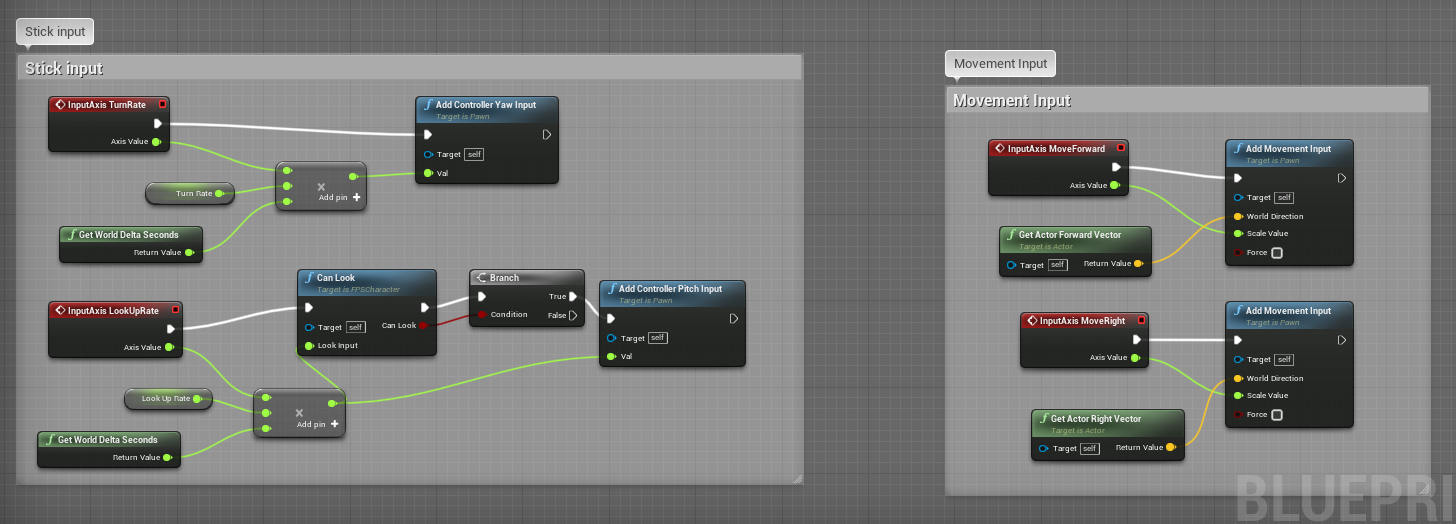 Stick input
Stick input
InputAxis TurnRate
Axis Value
Turn Rate
Get World Delta Seconds
Return Value
Add pin
Add Controller Yaw Input
Target is Pawn
Target self
Val
InputAxis LookUpRate
Axis Value
Look Up Rate
Get World Delta Seconds
Return Value
Add pin
Can Look
Target is FPSCharacter
Target self
Can Look
Look Input
Branch
True
Condition
False
Add Controller Pitch Input
Target is Pawn
Target self
Val
Movement Input
Movement Input
InputAxis MoveForward
Axis Value
Get Actor Forward Vector
Target is Actor
Target self Return Value
Add Movement Input
Target is Pawn
Target self
World Direction
Scale Value
Force
InputAxis MoveRight
Axis Value
Get Actor Right Vector
Target is Actor
Target self Return Value
Add Movement Input
Target is Pawn
Target self
World Direction
Scale Value
Force
BLUEPRI